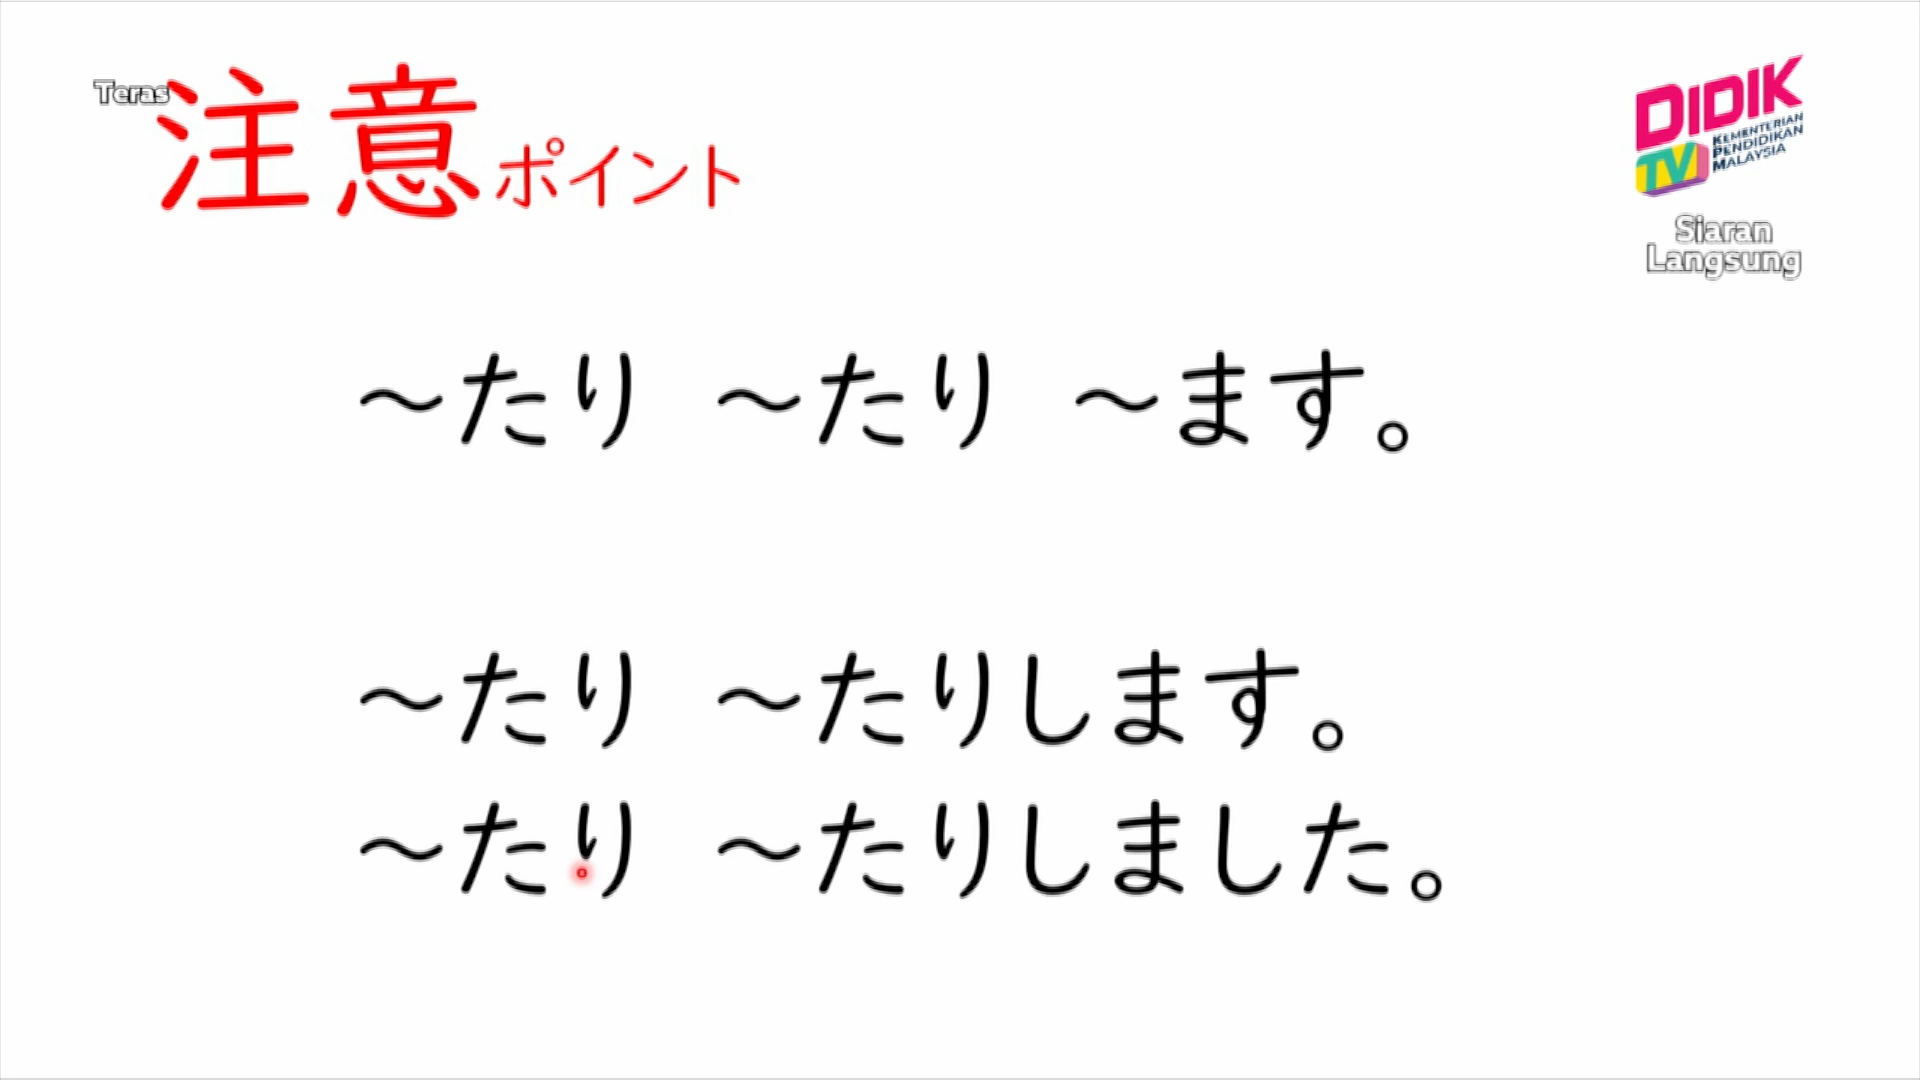 Teras
注意ポイント
DIDIK
TV
KEMENTERIAN
PENDIDIKAN
MALAYSIA
Siaran
Langsung
～たり ～たり ～ます。
～たり ～たりします。
～たり ～たりしました。